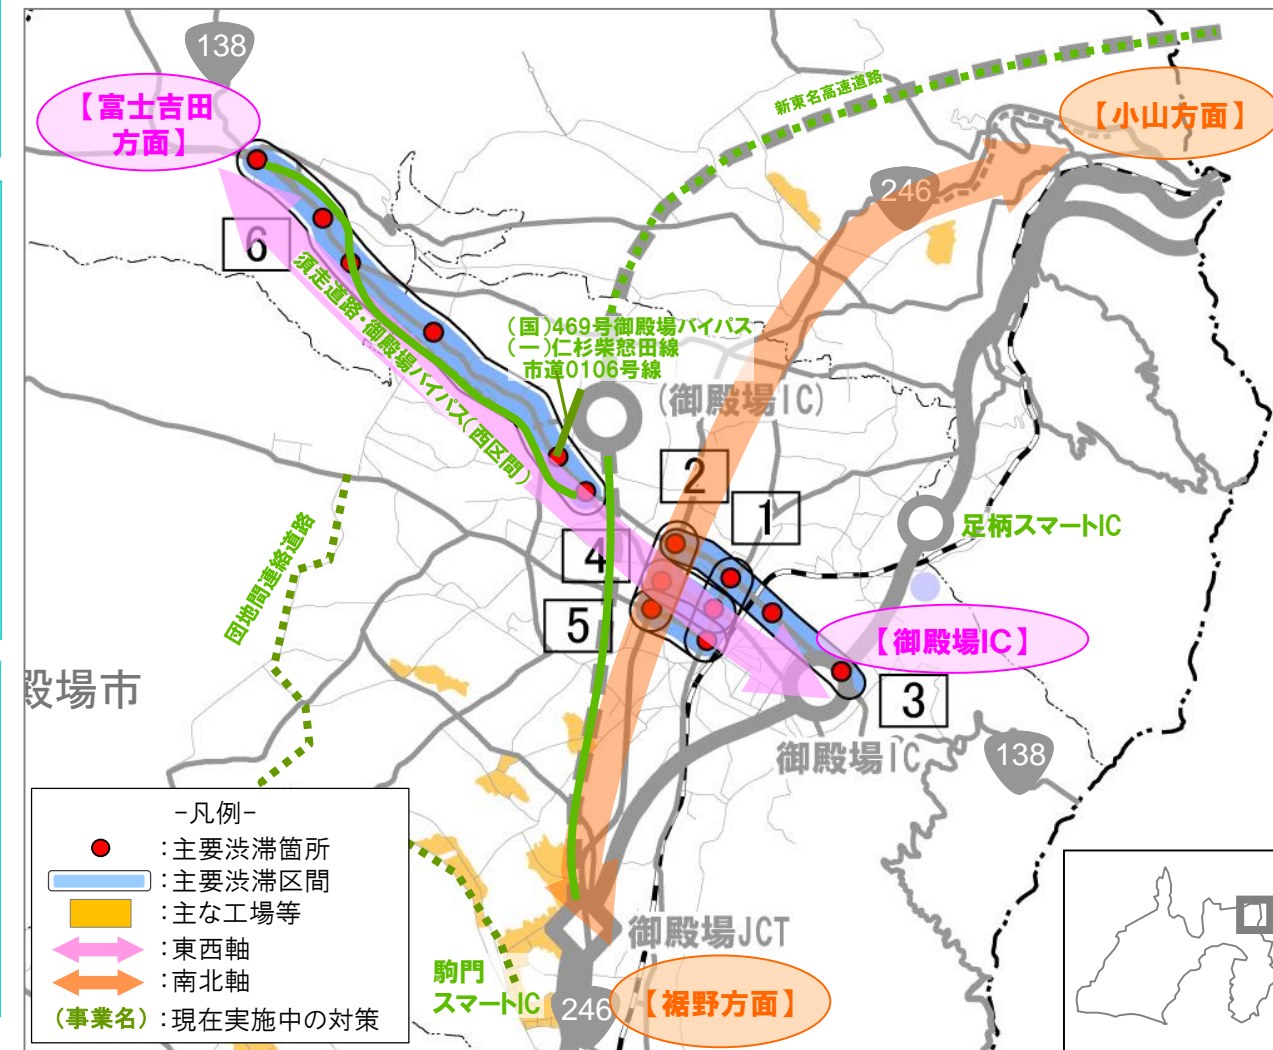 138
【富士吉田
方面】
新東名高速道路
【小山方面】
246
6
須走道路・御殿場バイパス(西区間)
(国)469号御殿場バイパス
(一)仁杉柴怒田線
市道0106号線
(御殿場IC)
2
1
足柄スマートIC
4
団地間連絡道路
5
【御殿場IC】
殿場市
3
御殿場IC
138
-凡例-
:主要渋滞箇所
:主要渋滞区間
:主な工場等
:東西軸
:南北軸
(事業名):現在実施中の対策
御殿場JCT
駒門
スマートIC
246
【裾野方面】